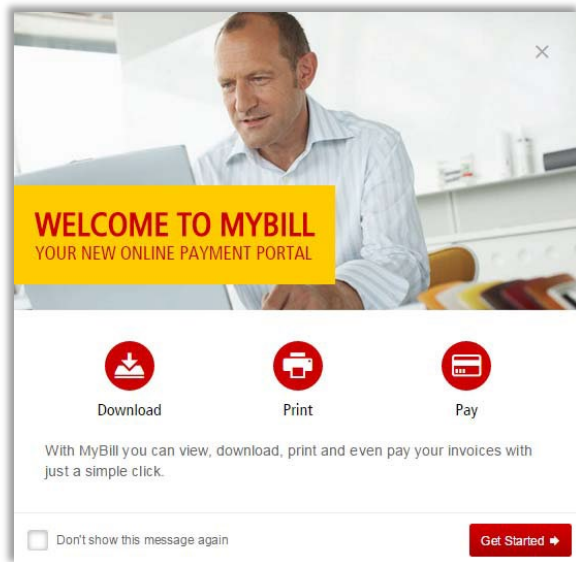 WELCOME TO MYBILL
YOUR NEW ONLINE PAYMENT PORTAL
Download
Print
Pay
With MyBill you can view, download, print and even pay your invoices with
just a simple click.
Don't show this message again
Get Started